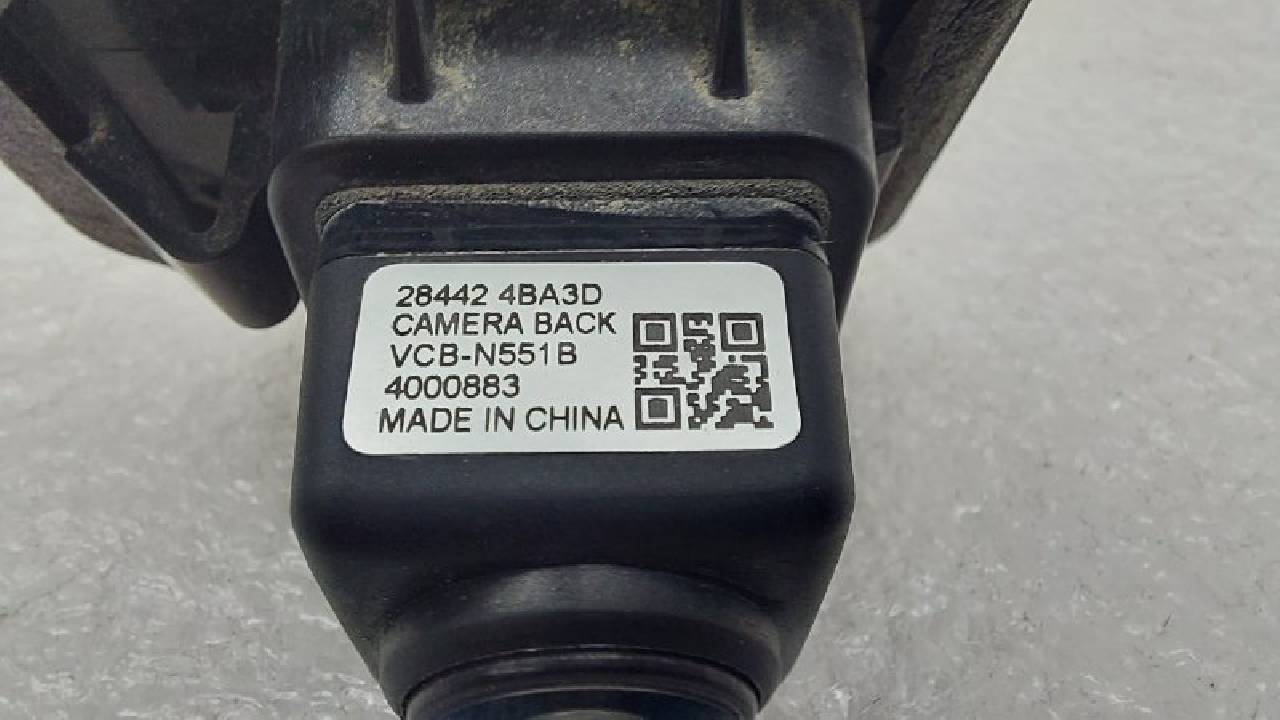 28442 4BA3D
CAMERA BACK
VCB-N551B
4000883
MADE IN CHINA